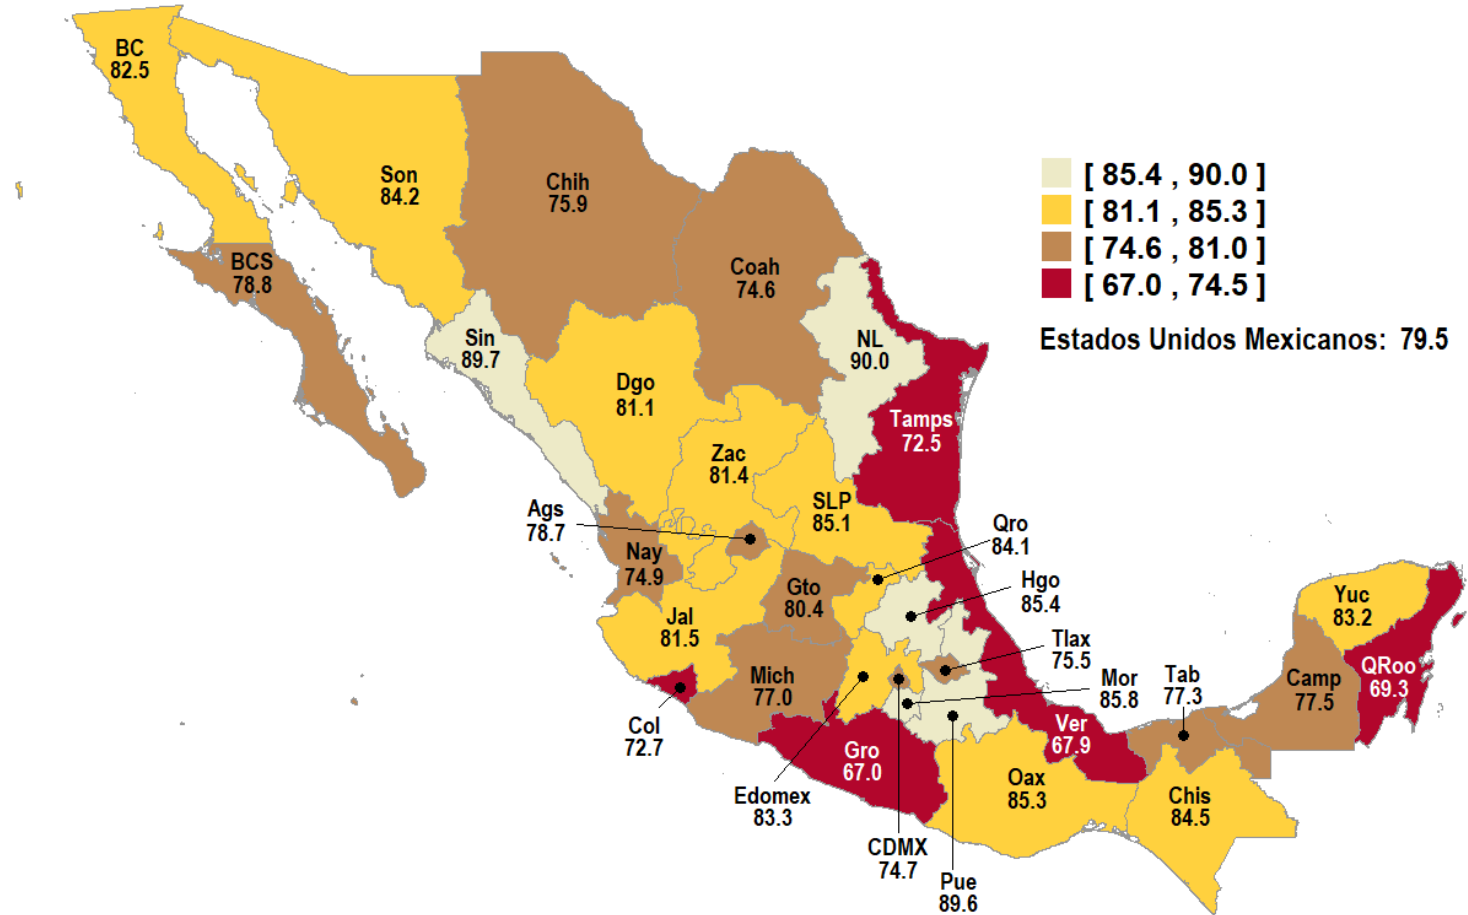 BC
82.5
Son
84.2
Chih
75.9
BCS
78.8
Coah
74.6
[ 85.4 , 90.0 ]
[ 81.1 , 85.3 ]
[ 74.6 , 81.0 ]
[ 67.0 , 74.5 ]
Estados Unidos Mexicanos: 79.5
Sin
89.7
NL
90.0
Dgo
81.1
Tamps
72.5
Zac
81.4
SLP
85.1
Ags
78.7
Qro
84.1
Nay
74.9
Gto
80.4
Hgo
85.4
Yuc
83.2
Jal
81.5
Tlax
75.5
QRoo
69.3
Mich
77.0
Mor
85.8
Tab
77.3
Camp
77.5
Col
72.7
Ver
67.9
Gro
67.0
Oax
85.3
Edomex
83.3
Chis
84.5
CDMX
74.7
Pue
89.6